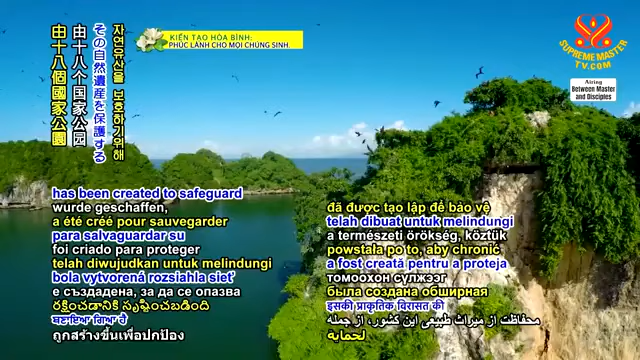 KIẾN TẠO HÒA BÌNH:
PHÚC LÀNH CHO MỌI CHÚNG SINH.
SUPREME MASTER
TV.COM
Airing
Between Master
and Disciples
由十八個國家公園
由十八个国家公园
その自然遺産を保護する
자연유산을 보호하기위해
has been created to safeguard
wurde geschaffen,
a été créé pour sauvegarder
para salvaguardar su
foi criado para proteger
telah diwujudkan untuk melindungi
bola vytvorená rozsiahla sieť
е създадена, за да се опазва
రక్షించడానికి సృష్టించబడింది
ਬਣਾਇਆ ਗਿਆ ਹੈ
ถูกสร้างขึ้นเพื่อปกป้อง
đã được tạo lập để bảo vệ
telah dibuat untuk melindungi
a természeti örökség, köztük
powstała po to, aby chronić
a fost creată pentru a proteja
томоохон сүлжээг
была создана обширная
इसकी प्राकृतिक विरासत की
محافظت از میراث طبیعی این کشور، از جمله
لحماية